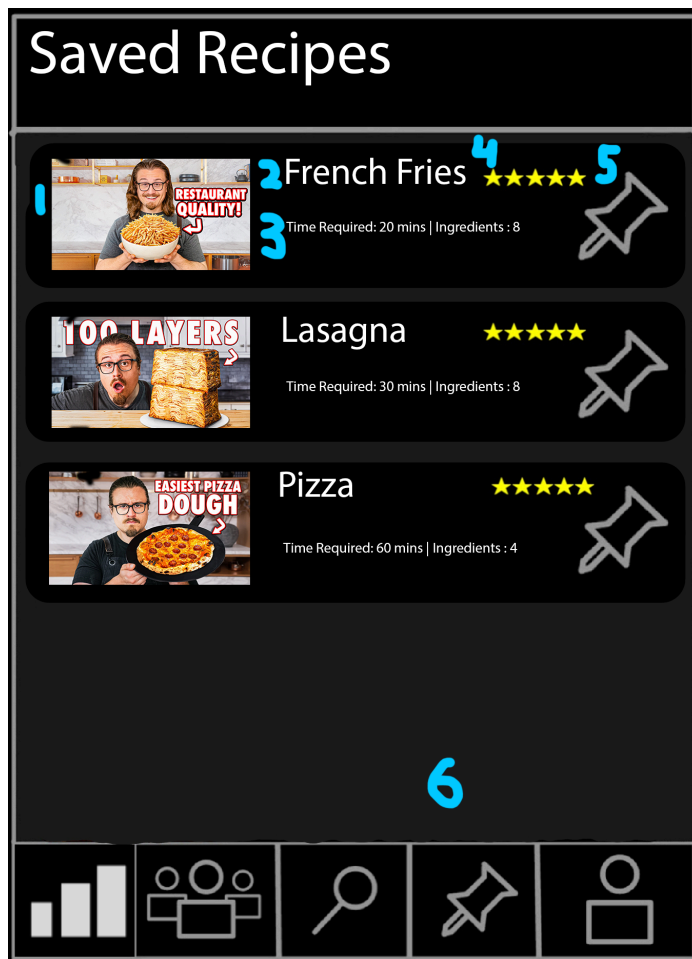 Saved Recipes
1
RESTAURANT
QUALITY!
2
French Fries
4
5
3
Time Required: 20 mins | Ingredients : 8
100 LAYERS
Lasagna
Time Required: 30 mins | Ingredients : 8
EASIEST PIZZA
DOUGH
Pizza
Time Required: 60 mins | Ingredients : 4
6